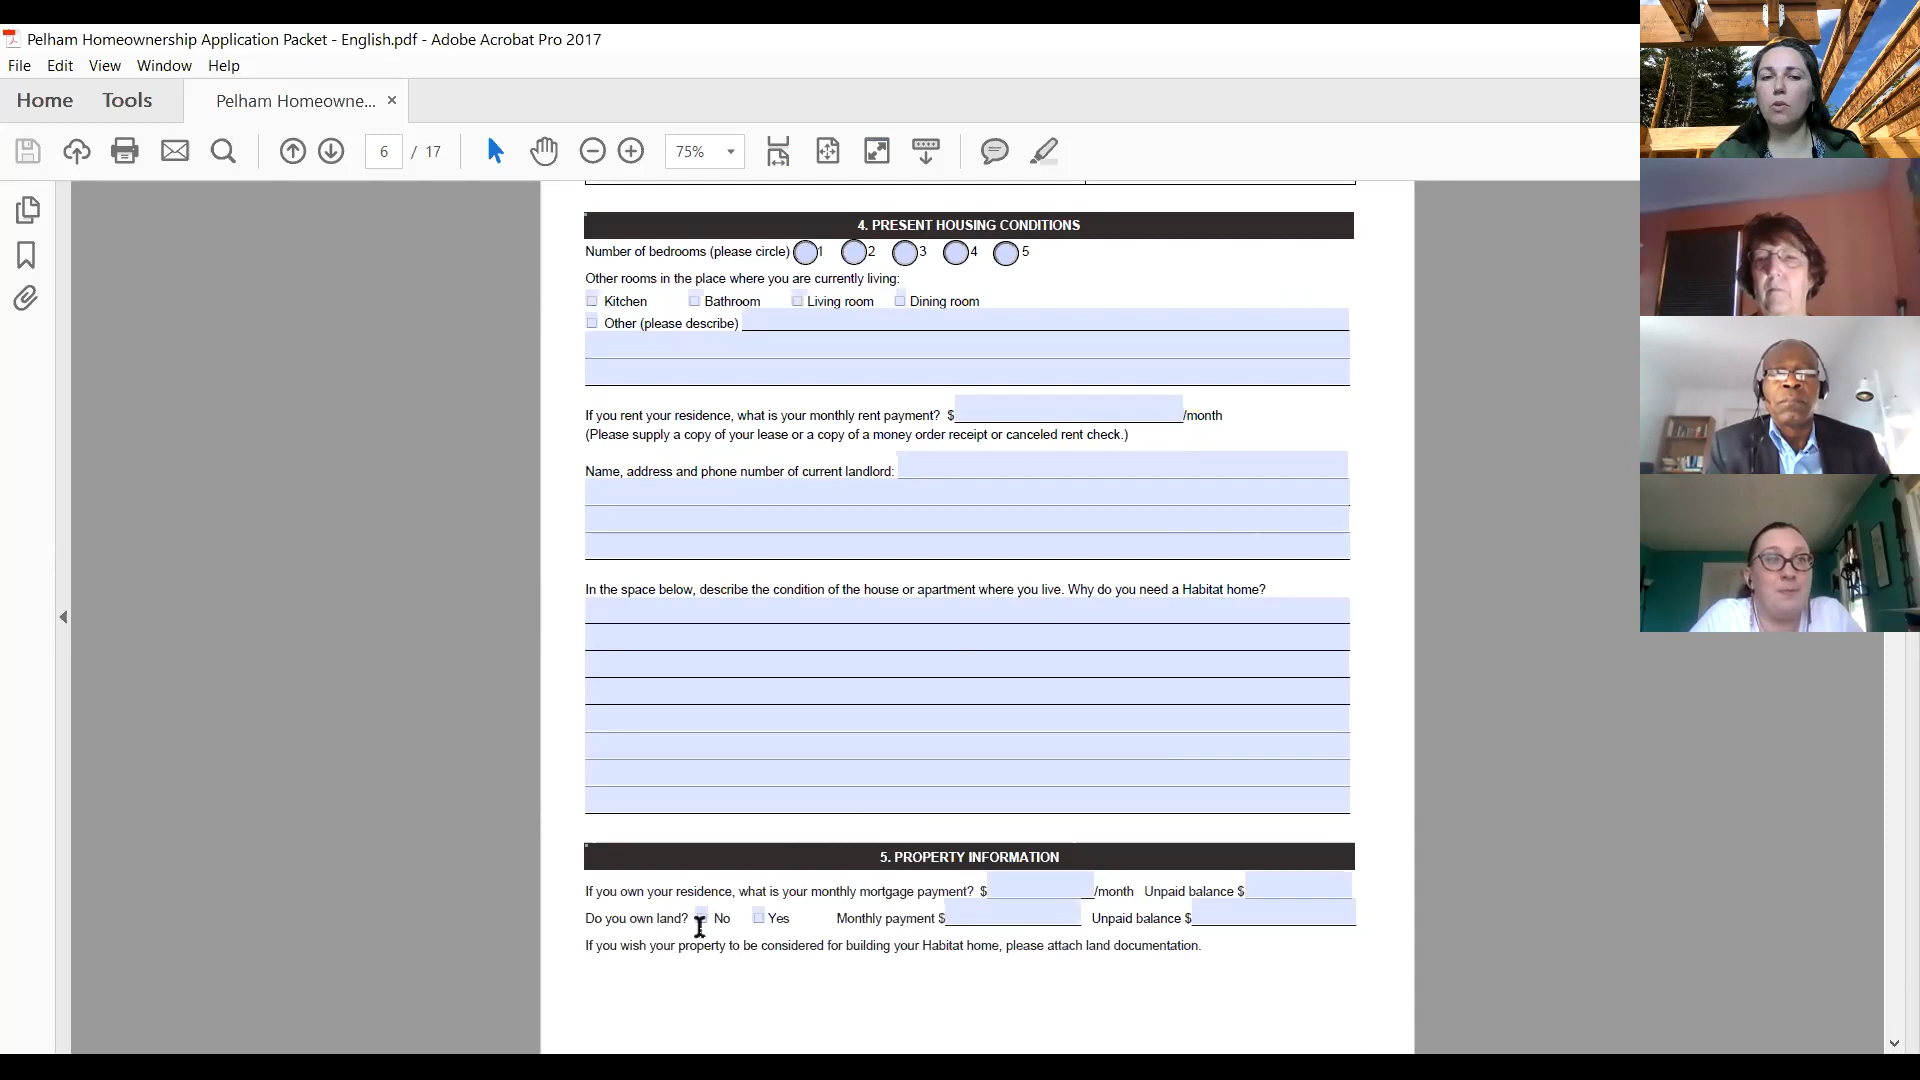 Pelham Homeownership Application Packet - English.pdf - Adobe Acrobat Pro 2017
File Edit View Window Help
Home Tools Pelham Homeowne... ×
6 / 17 75%
4. PRESENT HOUSING CONDITIONS
Number of bedrooms (please circle) 1 2 3 4 5
Other rooms in the place where you are currently living:
Kitchen Bathroom Living room Dining room
Other (please describe)
If you rent your residence, what is your monthly rent payment? $ /month
(Please supply a copy of your lease or a copy of a money order receipt or canceled rent check.)
Name, address and phone number of current landlord:
In the space below, describe the condition of the house or apartment where you live. Why do you need a Habitat home?
5. PROPERTY INFORMATION
If you own your residence, what is your monthly mortgage payment? $ /month Unpaid balance $
Do you own land? No Yes Monthly payment $ Unpaid balance $
If you wish your property to be considered for building your Habitat home, please attach land documentation.